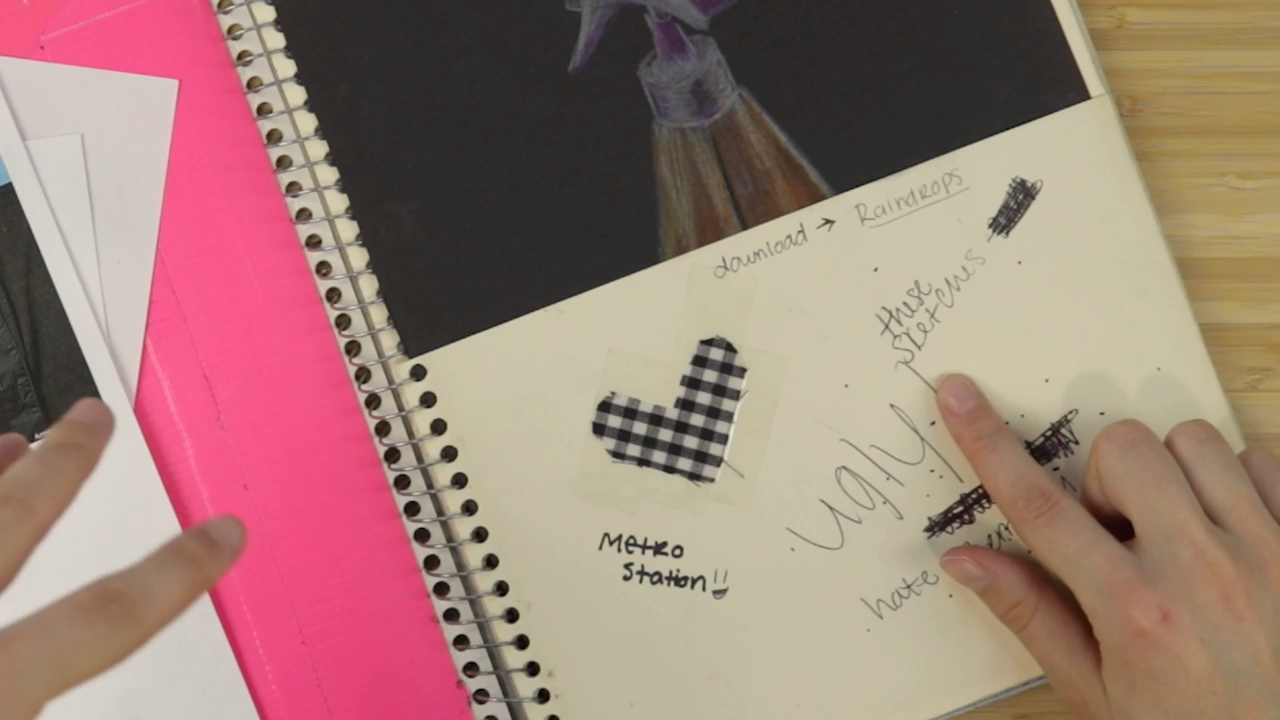 download → Raindrops
these
sketches
ugly
Metro
Station!!
hate